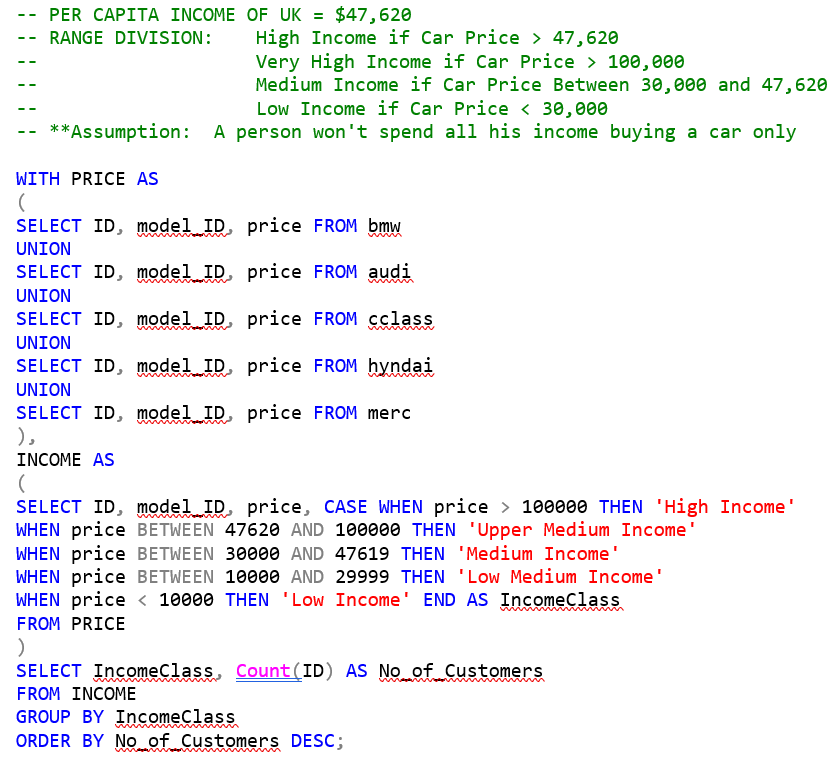 -- PER CAPITA INCOME OF UK = $47,620
-- RANGE DIVISION:    High Income if Car Price > 47,620
--                    Very High Income if Car Price > 100,000
--                    Medium Income if Car Price Between 30,000 and 47,620
--                    Low Income if Car Price < 30,000
-- **Assumption:  A person won't spend all his income buying a car only
WITH PRICE AS
(
SELECT ID, model_ID, price FROM bmw
UNION
SELECT ID, model_ID, price FROM audi
UNION
SELECT ID, model_ID, price FROM cclass
UNION
SELECT ID, model_ID, price FROM hyndai
UNION
SELECT ID, model_ID, price FROM merc
),
INCOME AS
(
SELECT ID, model_ID, price, CASE WHEN price > 100000 THEN 'High Income'
WHEN price BETWEEN 47620 AND 100000 THEN 'Upper Medium Income'
WHEN price BETWEEN 30000 AND 47619 THEN 'Medium Income'
WHEN price BETWEEN 10000 AND 29999 THEN 'Low Medium Income'
WHEN price < 10000 THEN 'Low Income' END AS IncomeClass
FROM PRICE
)
SELECT IncomeClass, Count(ID) AS No_of_Customers
FROM INCOME
GROUP BY IncomeClass
ORDER BY No_of_Customers DESC;